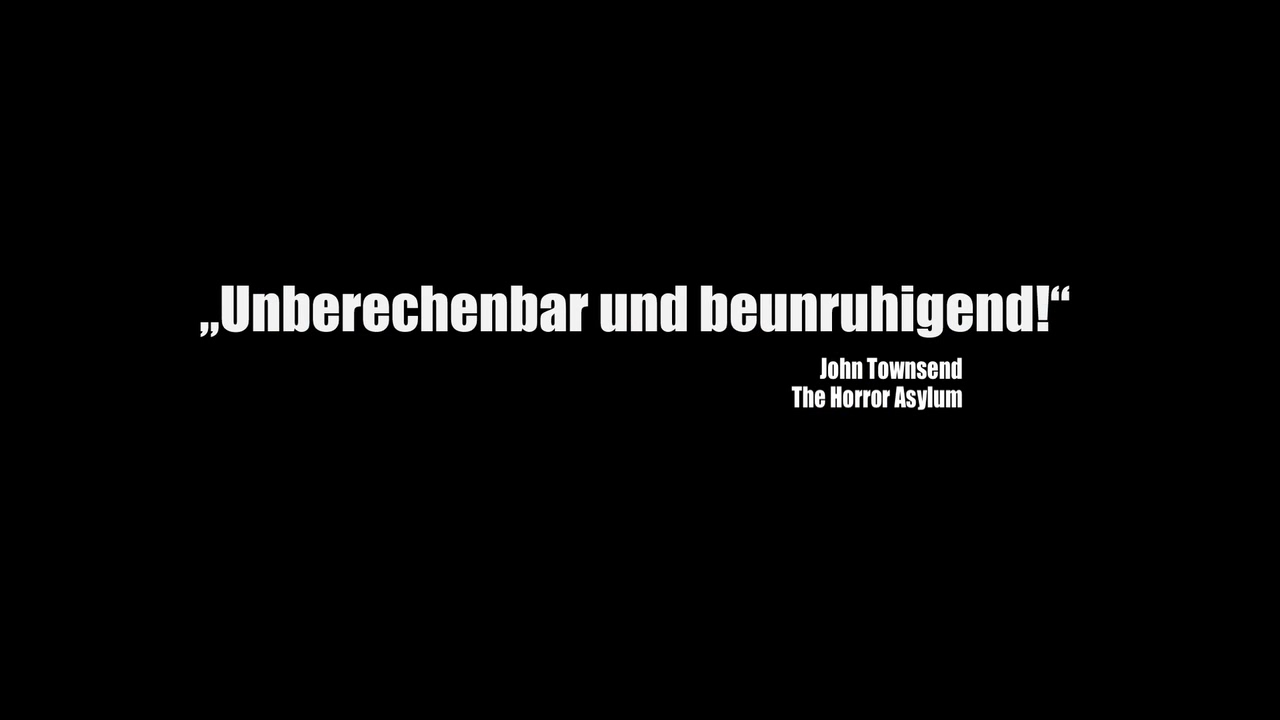 „Unberechenbar und beunruhigend!“
John Townsend
The Horror Asylum